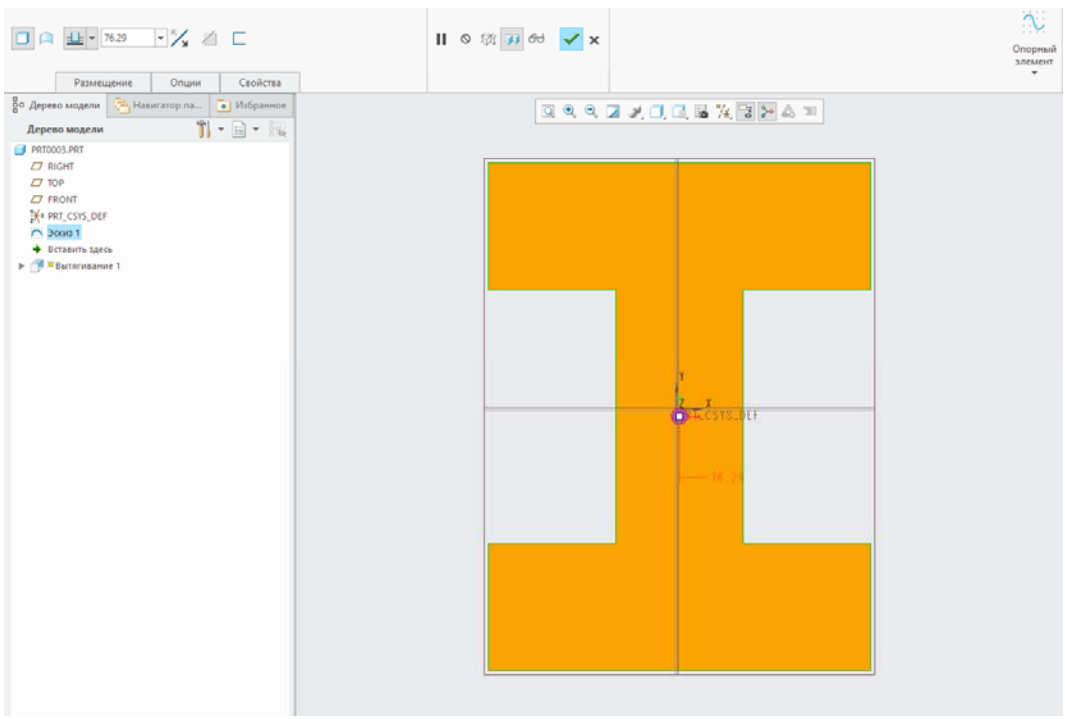 76.29
Опорный
элемент
Размещение Опции Свойства
Дерево модели Навигатор па... Избранное
Дерево модели
PRT0003.PRT
RIGHT
TOP
FRONT
PRT_CSYS_DEF
Эскиз 1
Вставить здесь
Вытягивание 1
Y
Z X
PRT_CSYS_DEF
76.29